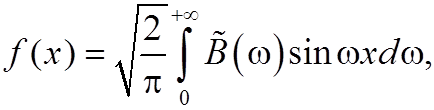 f(x) = √(2/π) ∫₀^{+∞} B̃(ω) sin ωx dω,